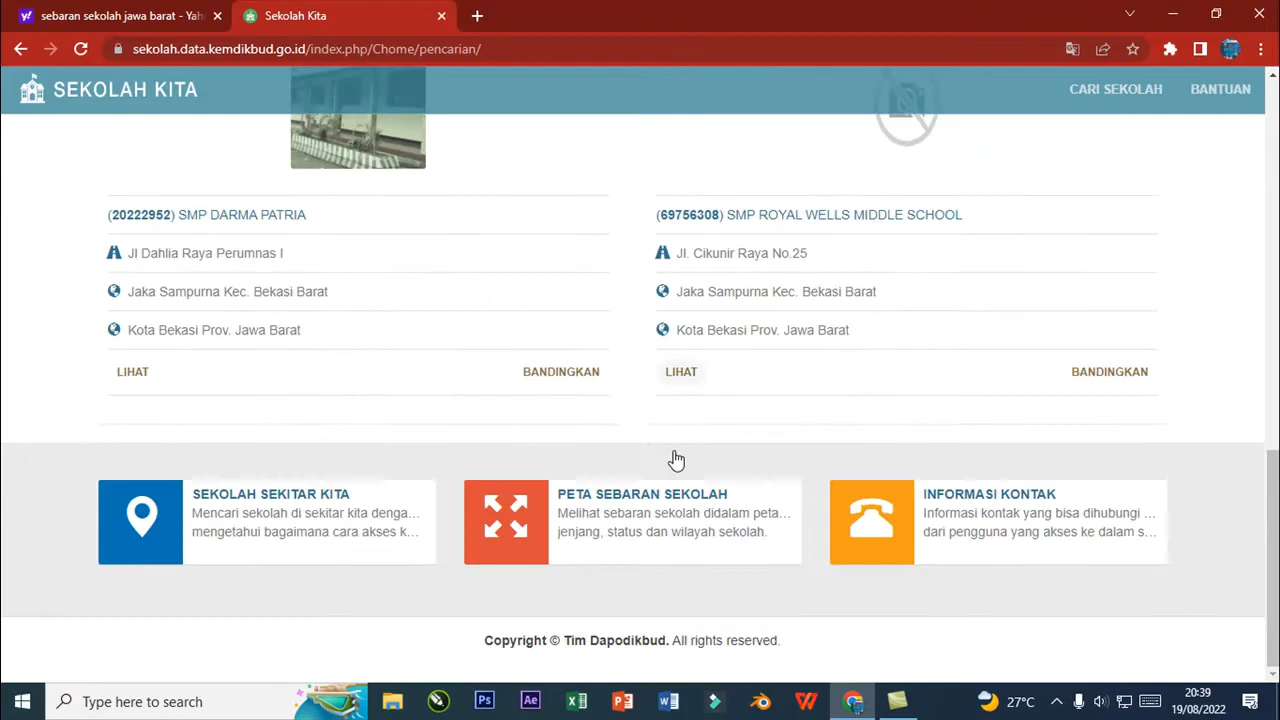 sebaran sekolah jawa barat - Yah
Sekolah Kita
sekolah.data.kemdikbud.go.id/index.php/Chome/pencarian/
SEKOLAH KITA
CARI SEKOLAH
BANTUAN
(20222952) SMP DARMA PATRIA
Jl Dahlia Raya Perumnas I
Jaka Sampurna Kec. Bekasi Barat
Kota Bekasi Prov. Jawa Barat
LIHAT
BANDINGKAN
(69756308) SMP ROYAL WELLS MIDDLE SCHOOL
Jl. Cikunir Raya No.25
Jaka Sampurna Kec. Bekasi Barat
Kota Bekasi Prov. Jawa Barat
LIHAT
BANDINGKAN
SEKOLAH SEKITAR KITA
Mencari sekolah di sekitar kita denga...
mengetahui bagaimana cara akses k...
PETA SEBARAN SEKOLAH
Melihat sebaran sekolah didalam peta...
jenjang, status dan wilayah sekolah.
INFORMASI KONTAK
Informasi kontak yang bisa dihubungi ...
dari pengguna yang akses ke dalam s...
Copyright © Tim Dapodikbud. All rights reserved.
Type here to search
Ps
Ae
27°C
20:39
19/08/2022